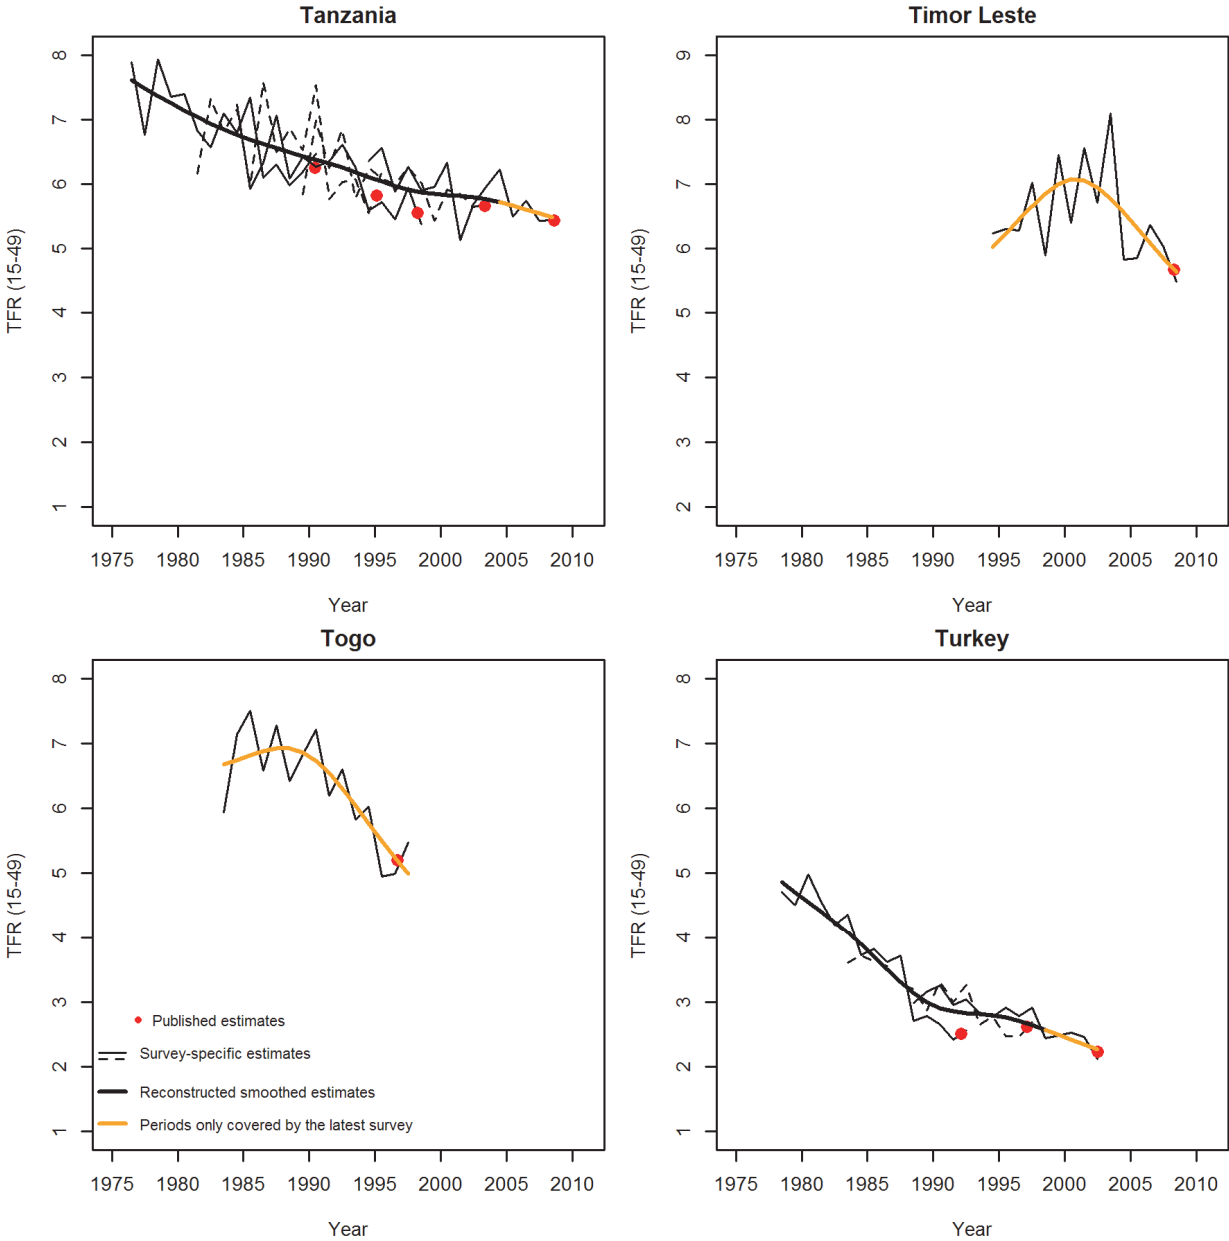 Tanzania
8
7
6
5
4
3
2
1
TFR (15-49)
1975 1980 1985 1990 1995 2000 2005 2010
Year
Timor Leste
9
8
7
6
5
4
3
2
TFR (15-49)
1975 1980 1985 1990 1995 2000 2005 2010
Year
Togo
8
7
6
5
4
3
2
1
TFR (15-49)
Published estimates
Survey-specific estimates
Reconstructed smoothed estimates
Periods only covered by the latest survey
1975 1980 1985 1990 1995 2000 2005 2010
Year
Turkey
8
7
6
5
4
3
2
1
TFR (15-49)
1975 1980 1985 1990 1995 2000 2005 2010
Year